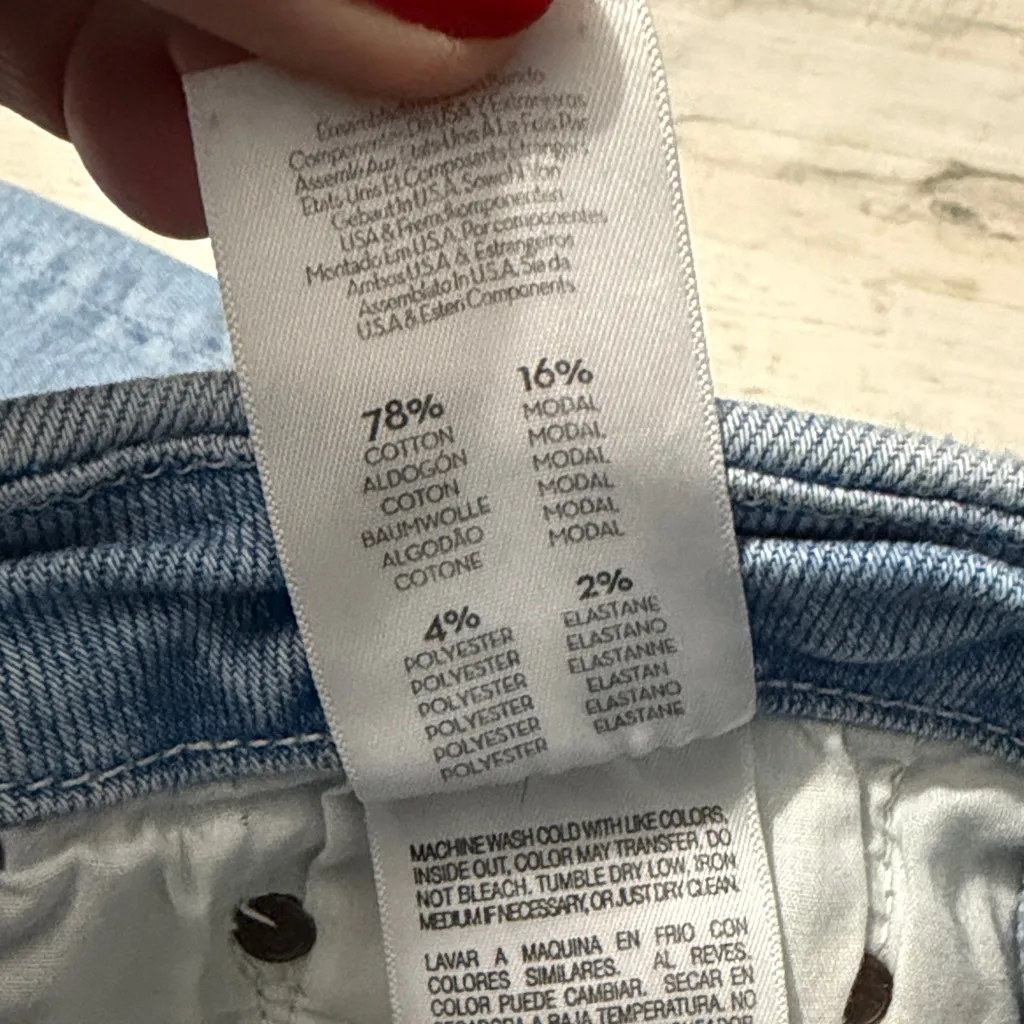 Componentes De USA Y Extranjeros
Assemle Aux Etats-Unis A La Fois Par
Etats Unis Et Composants Etrangers
Gebaut In U.S.A. Sowohl Von
USA & Fremdkomponenten
Montado Em U.S.A. Por componentes
Ambos U.S.A & Estrangeiros
Assemblato In U.S.A. Sie da
U.S.A & Esteri Components
78%
COTTON
ALDOGÓN
COTON
BAUMWOLLE
ALGODÃO
COTONE
16%
MODAL
MODAL
MODAL
MODAL
MODAL
MODAL
4%
POLYESTER
POLYESTER
POLYESTER
POLYESTER
POLYESTER
POLYESTER
2%
ELASTANE
ELASTANO
ELASTANNE
ELASTAN
ELASTANO
ELASTANE
MACHINE WASH COLD WITH LIKE COLORS,
INSIDE OUT, COLOR MAY TRANSFER, DO
NOT BLEACH. TUMBLE DRY LOW, IRON
MEDIUM IF NECESSARY, OR JUST DRY CLEAN.
LAVAR A MAQUINA EN FRIO CON
COLORES SIMILARES. AL REVES.
COLOR PUEDE CAMBIAR. SECAR EN
SECADORA A BAJA TEMPERATURA. NO